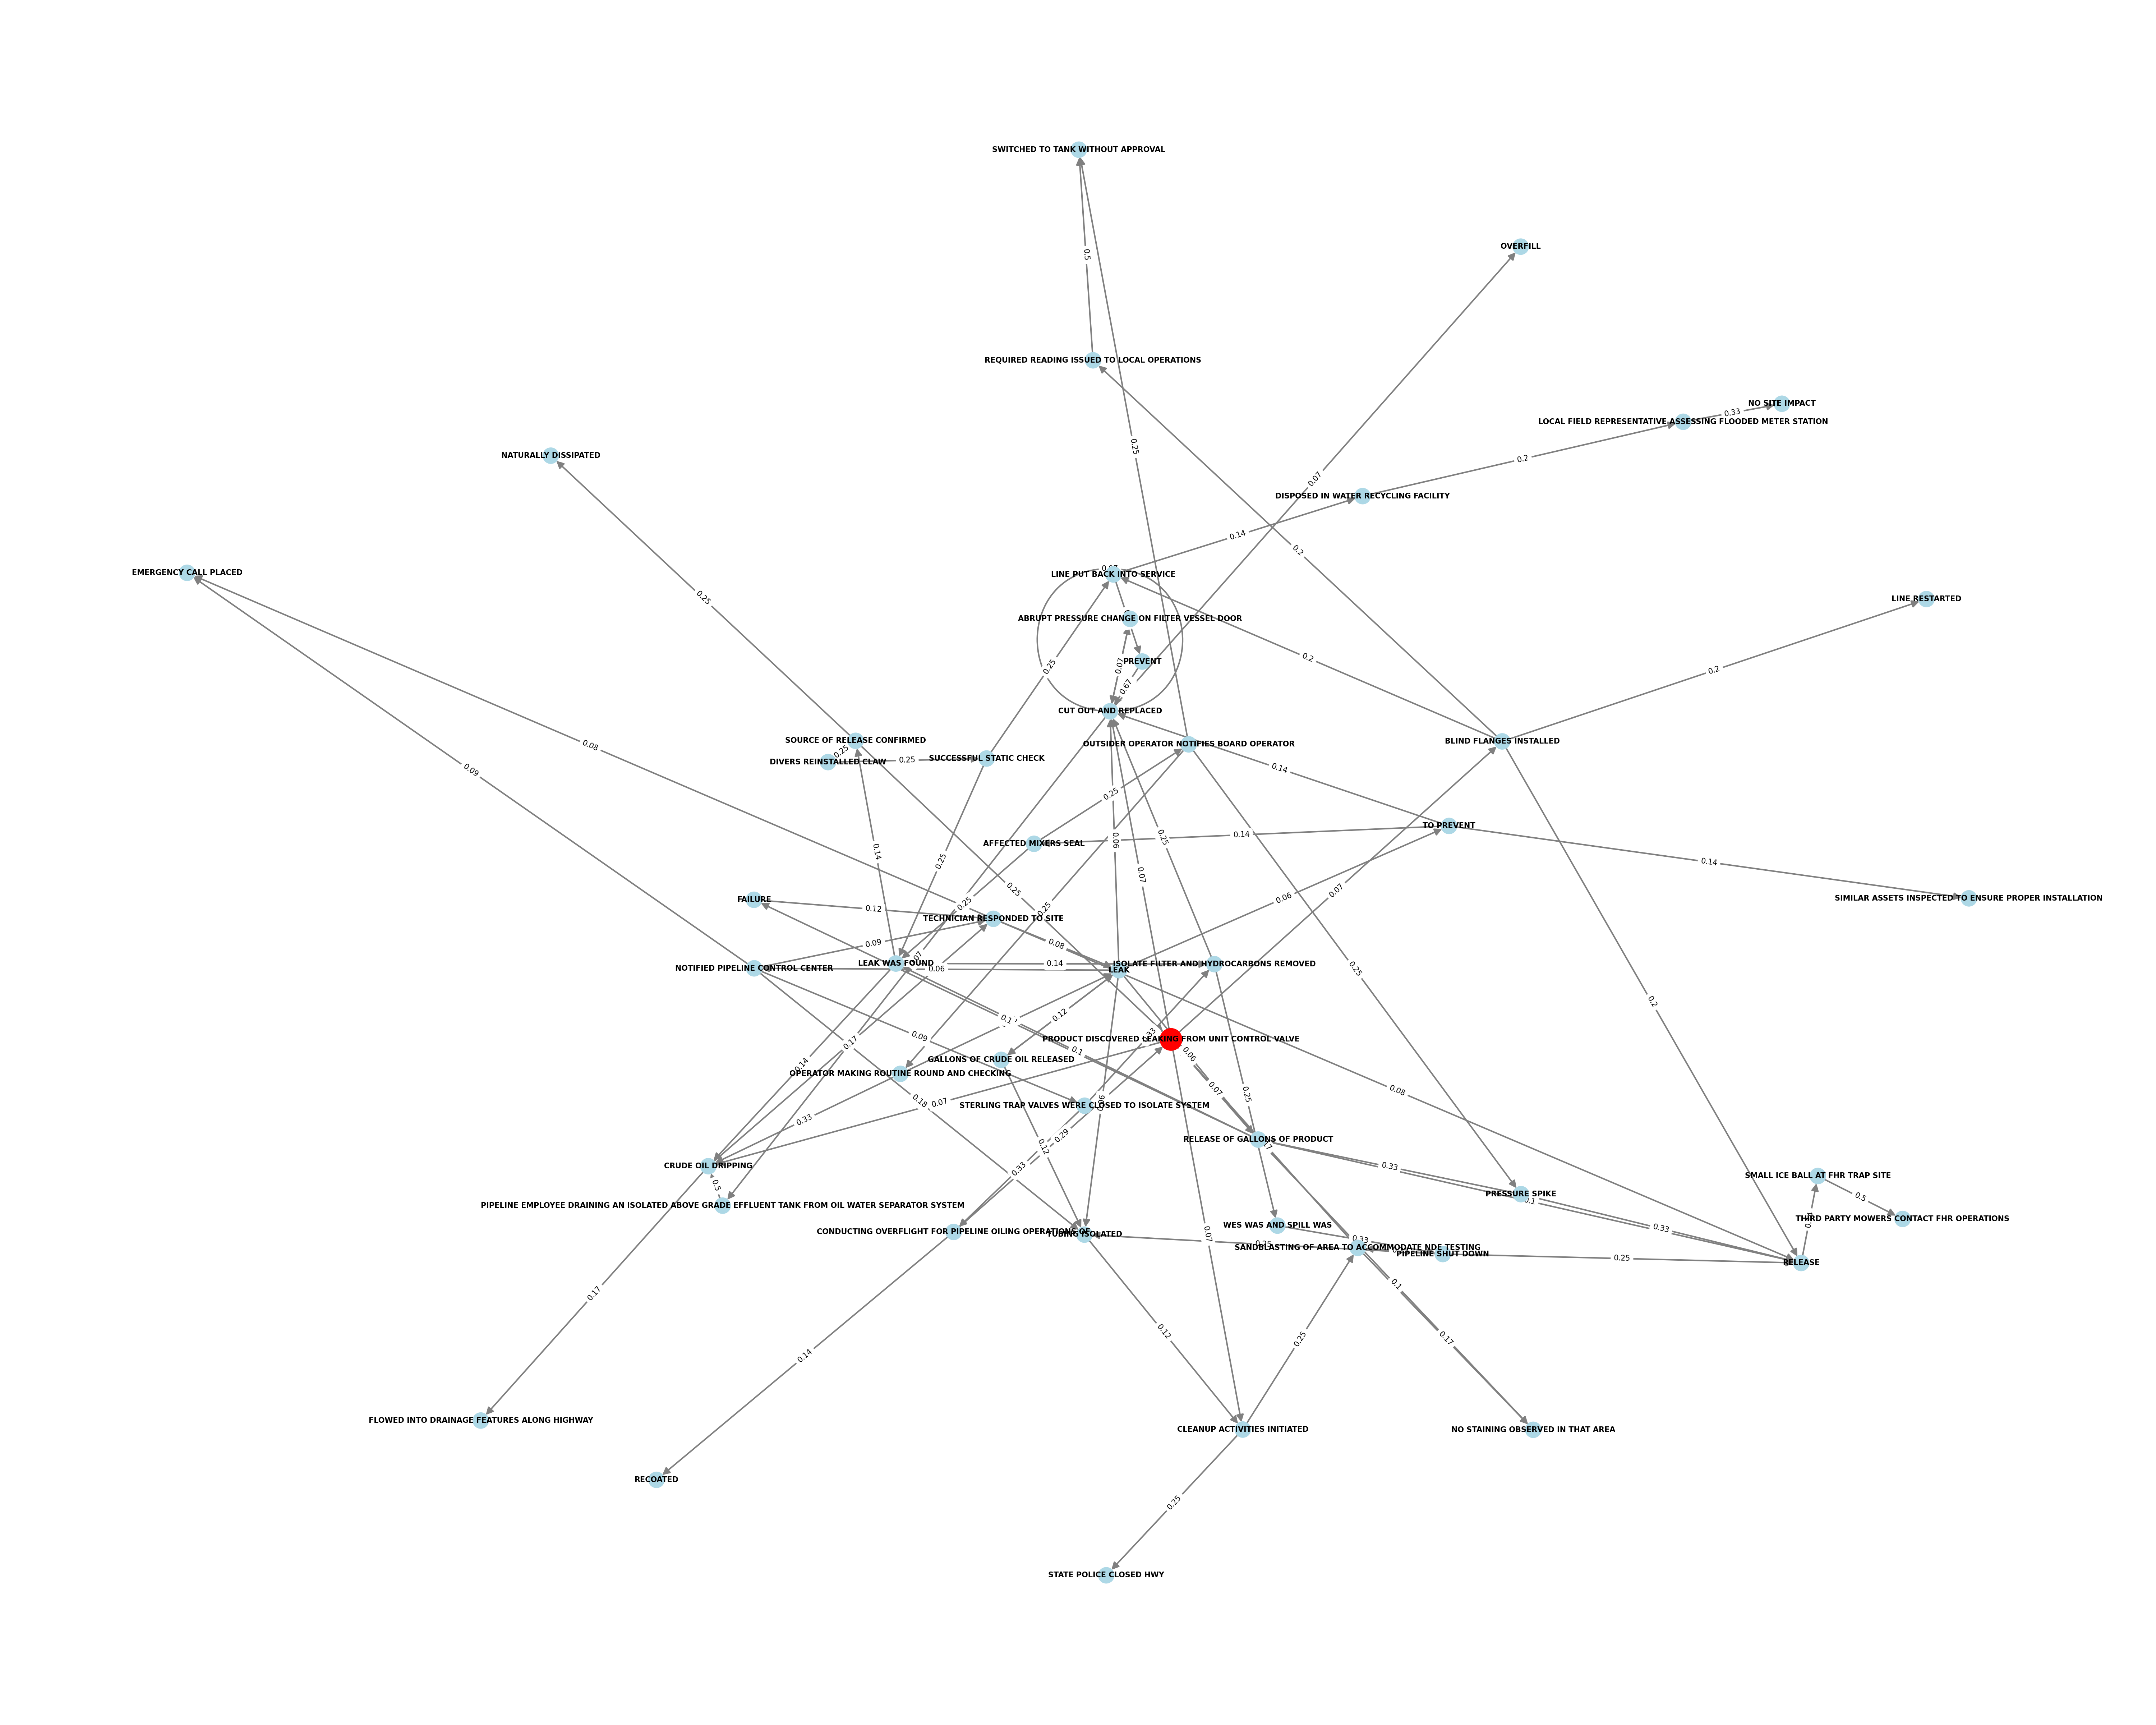 SWITCHED TO TANK WITHOUT APPROVAL
OVERFILL
0.5
REQUIRED READING ISSUED TO LOCAL OPERATIONS
NO SITE IMPACT
0.33
LOCAL FIELD REPRESENTATIVE ASSESSING FLOODED METER STATION
0.25
NATURALLY DISSIPATED
0.2
0.07
DISPOSED IN WATER RECYCLING FACILITY
0.14
0.2
EMERGENCY CALL PLACED
LINE PUT BACK INTO SERVICE
0.25
LINE RESTARTED
ABRUPT PRESSURE CHANGE ON FILTER VESSEL DOOR
0.2
PREVENT
0.07
0.25
0.2
0.67
CUT OUT AND REPLACED
SOURCE OF RELEASE CONFIRMED
OUTSIDER OPERATOR NOTIFIES BOARD OPERATOR
BLIND FLANGES INSTALLED
0.08
0.25
DIVERS REINSTALLED CLAW
0.25
SUCCESSFUL STATIC CHECK
0.09
0.14
0.25
TO PREVENT
0.14
0.06
0.25
AFFECTED MIXERS SEAL
0.14
0.25
0.14
0.07
0.25
0.07
0.06
FAILURE
0.12
0.25
0.25
SIMILAR ASSETS INSPECTED TO ENSURE PROPER INSTALLATION
TECHNICIAN RESPONDED TO SITE
0.09
0.08
LEAK WAS FOUND
0.14
ISOLATE FILTER AND HYDROCARBONS REMOVED
NOTIFIED PIPELINE CONTROL CENTER
0.06
LEAK
0.25
0.07
0.2
0.12
0.1
0.09
PRODUCT DISCOVERED LEAKING FROM UNIT CONTROL VALVE
0.17
0.1
0.06
GALLONS OF CRUDE OIL RELEASED
0.14
OPERATOR MAKING ROUTINE ROUND AND CHECKING
0.07
0.08
0.25
0.18
0.07
0.06
STERLING TRAP VALVES WERE CLOSED TO ISOLATE SYSTEM
0.33
0.29
RELEASE OF GALLONS OF PRODUCT
0.12
CRUDE OIL DRIPPING
0.33
0.33
SMALL ICE BALL AT FHR TRAP SITE
0.5
PRESSURE SPIKE
0.1
0.5
PIPELINE EMPLOYEE DRAINING AN ISOLATED ABOVE GRADE EFFLUENT TANK FROM OIL WATER SEPARATOR SYSTEM
THIRD PARTY MOWERS CONTACT FHR OPERATIONS
WES WAS AND SPILL WAS
0.33
CONDUCTING OVERFLIGHT FOR PIPELINE OILING OPERATIONS OF
TUBING ISOLATED
0.07
0.33
0.25
SANDBLASTING OF AREA TO ACCOMMODATE NDE TESTING
PIPELINE SHUT DOWN
0.25
RELEASE
0.1
0.17
0.12
0.25
0.17
0.14
FLOWED INTO DRAINAGE FEATURES ALONG HIGHWAY
CLEANUP ACTIVITIES INITIATED
NO STAINING OBSERVED IN THAT AREA
RECOATED
0.25
STATE POLICE CLOSED HWY